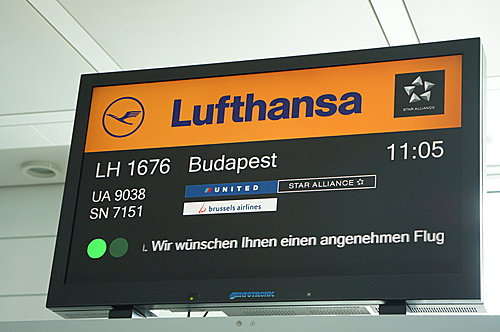 Lufthansa
STAR ALLIANCE
LH 1676 Budapest 11:05
UA 9038
UNITED STAR ALLIANCE
SN 7151
brussels airlines
. Wir wünschen Ihnen einen angenehmen Flug